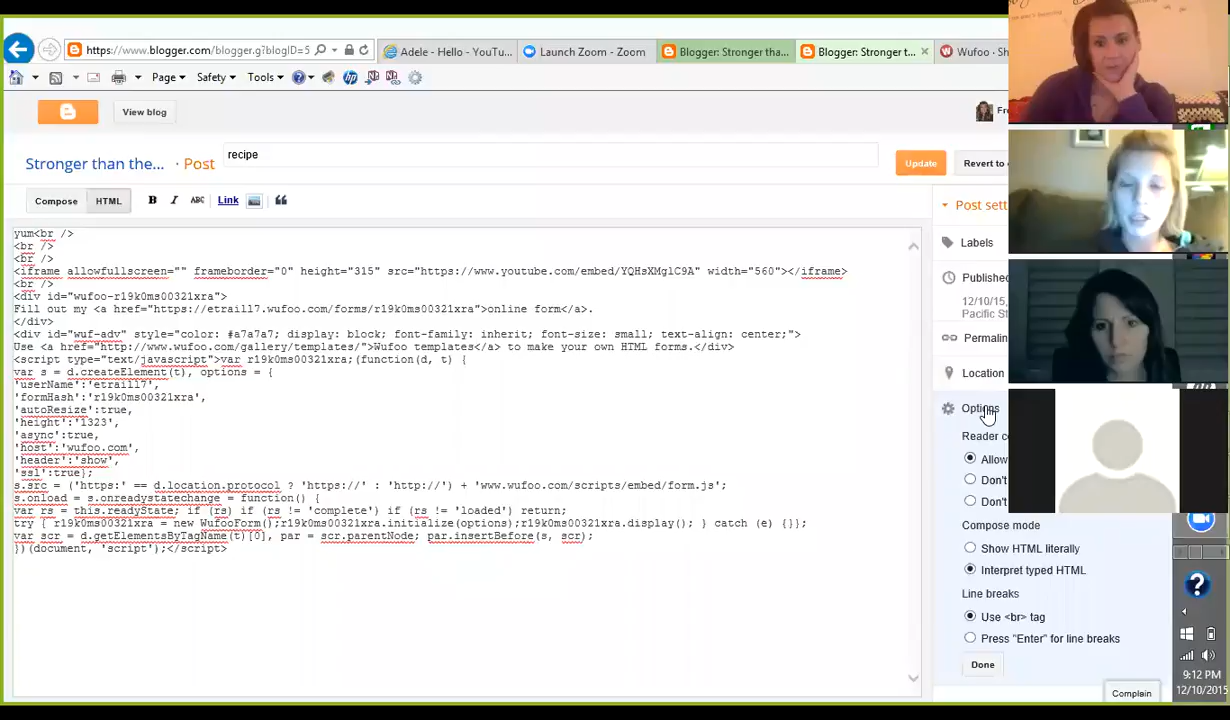 https://www.blogger.com/blogger.g?blogID=5
Adele - Hello - YouTu...
Launch Zoom - Zoom
Blogger: Stronger tha...
Blogger: Stronger t...
Wufoo · Sh
Page
Safety
Tools
View blog
Fro
Stronger than the... · Post
recipe
Update
Revert to
Compose
HTML
B
I
ABC
Link
Post sett
yum<br />
<br />
<br />
<iframe allowfullscreen="" frameborder="0" height="315" src="https://www.youtube.com/embed/YQHsXMglC9A" width="560"></iframe>
<br />
<div id="wufoo-r19k0ms00321xra">
Fill out my <a href="https://etraill7.wufoo.com/forms/r19k0ms00321xra">online form</a>.
</div>
<div id="wuf-adv" style="color: #a7a7a7; display: block; font-family: inherit; font-size: small; text-align: center;">
Use <a href="http://www.wufoo.com/gallery/templates/">Wufoo templates</a> to make your own HTML forms.</div>
<script type="text/javascript">var r19k0ms00321xra;(function(d, t) {
var s = d.createElement(t), options = {
'userName':'etraill7',
'formHash':'r19k0ms00321xra',
'autoResize':true,
'height':'1323',
'async':true,
'host':'wufoo.com',
'header':'show',
'ssl':true};
s.src = ('https:' == d.location.protocol ? 'https://' : 'http://') + 'www.wufoo.com/scripts/embed/form.js';
s.onload = s.onreadystatechange = function() {
var rs = this.readyState; if (rs) if (rs != 'complete') if (rs != 'loaded') return;
try { r19k0ms00321xra = new WufooForm();r19k0ms00321xra.initialize(options);r19k0ms00321xra.display(); } catch (e) {}};
var scr = d.getElementsByTagName(t)[0], par = scr.parentNode; par.insertBefore(s, scr);
})(document, 'script');</script>
Labels
Published
12/10/15,
Pacific St
Permalin
Location
Options
Reader co
Allow
Don't
Don't
Compose mode
Show HTML literally
Interpret typed HTML
Line breaks
Use <br> tag
Press "Enter" for line breaks
Done
Complain
9:12 PM
12/10/2015